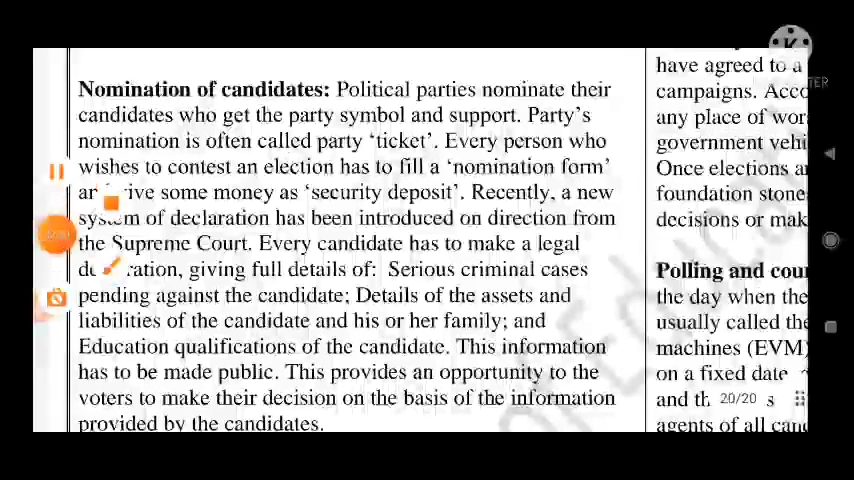 Nomination of candidates: Political parties nominate their
candidates who get the party symbol and support. Party's
nomination is often called party 'ticket'. Every person who
wishes to contest an election has to fill a 'nomination form'
some money as 'security deposit'. Recently, a new
system of declaration has been introduced on direction from
the Supreme Court. Every candidate has to make a legal
giving full details of: Serious criminal cases
pending against the candidate; Details of the assets and
liabilities of the candidate and his or her family; and
Education qualifications of the candidate. This information
has to be made public. This provides an opportunity to the
voters to make their decision on the basis of the information
provided by the candidates.
have agreed to a
campaigns.
any place of
government
Once elections
foundation
decisions or
Polling and
the day when the
usually called the
machines (EVM)
on a fixed date
and
20/20
agents of all
of